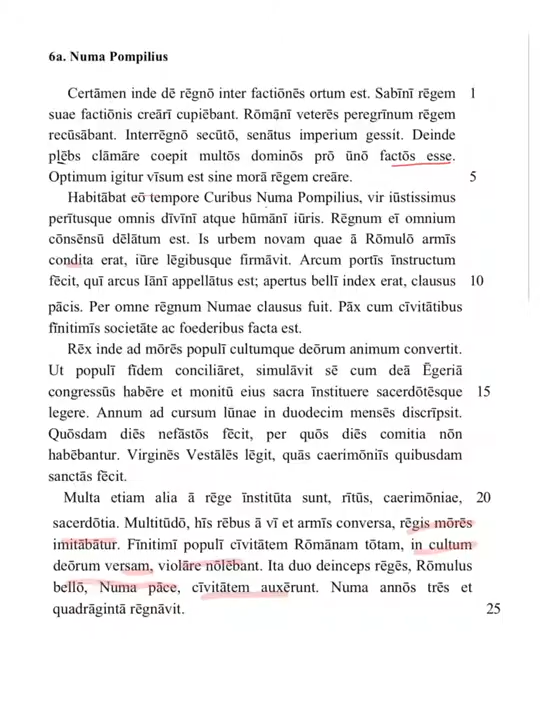 6a. Numa Pompilius
Certāmen inde dē rēgnō inter factiōnēs ortum est. Sabīnī rēgem 1
suae factiōnis creārī cupiēbant. Rōmānī veterēs peregrīnum rēgem
recūsābant. Interrēgnō secūtō, senātus imperium gessit. Deinde
plēbs clāmāre coepit multōs dominōs prō ūnō factōs esse.
Optimum igitur vīsum est sine morā rēgem creāre. 5
Habitābat eō tempore Curibus Numa Pompilius, vir iūstissimus
perītusque omnis dīvīnī atque hūmānī iūris. Rēgnum eī omnium
cōnsēnsū dēlātum est. Is urbem novam quae ā Rōmulō armīs
condita erat, iūre lēgibusque firmāvit. Arcum portīs īnstructum
fēcit, quī arcus Iānī appellātus est; apertus bellī index erat, clausus 10
pācis. Per omne rēgnum Numae clausus fuit. Pāx cum cīvitātibus
fīnitimīs societāte ac foederibus facta est.
Rēx inde ad mōrēs populī cultumque deōrum animum convertit.
Ut populī fīdem conciliāret, simulāvit sē cum deā Ēgeriā
congressūs habēre et monitū eius sacra īnstituere sacerdōtēsque 15
legere. Annum ad cursum lūnae in duodecim mensēs discrīpsit.
Quōsdam diēs nefāstōs fēcit, per quōs diēs comitia nōn
habēbantur. Virginēs Vestālēs lēgit, quās caerimōniīs quibusdam
sanctās fēcit.
Multa etiam alia ā rēge īnstitūta sunt, rītūs, caerimōniae, 20
sacerdōtia. Multitūdō, hīs rēbus ā vī et armīs conversa, rēgis mōrēs
imitābātur. Fīnitimī populī cīvitātem Rōmānam tōtam, in cultum
deōrum versam, violāre nōlēbant. Ita duo deinceps rēgēs, Rōmulus
bellō, Numa pāce, cīvitātem auxērunt. Numa annōs trēs et
quadrāgintā rēgnāvit. 25